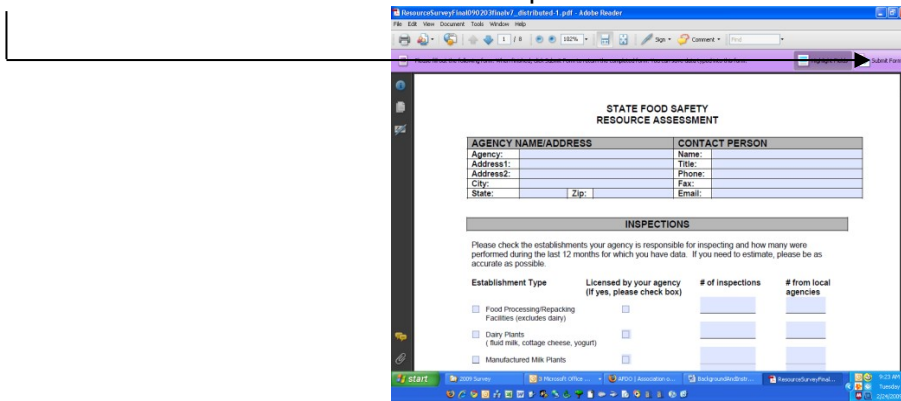 ResourceSurveyFinal090203finalv7_distributed-1.pdf - Adobe Reader
File Edit View Document Tools Window Help
1 / 8 102% Sign Comment Find
Submit Form
STATE FOOD SAFETY
RESOURCE ASSESSMENT
AGENCY NAME/ADDRESS CONTACT PERSON
Agency: Name:
Address1: Title:
Address2: Phone:
City: Fax:
State: Zip: Email:
INSPECTIONS
Please check the establishments your agency is responsible for inspecting and how many were
performed during the last 12 months for which you have data. If you need to estimate, please be as
accurate as possible.
Establishment Type Licensed by your agency # of inspections # from local
(If yes, please check box) agencies
Food Processing/Repacking
Facilities (excludes dairy)
Dairy Plants
( fluid milk, cottage cheese, yogurt)
Manufactured Milk Plants
start 2009 Survey 3 Microsoft Office ... AFDO | Association o... BackgroundAndInstr... ResourceSurveyFinal... 9:23 AM
Tuesday